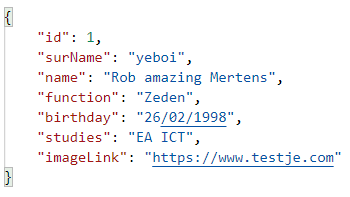 {
"id": 1,
"surName": "yeboi",
"name": "Rob amazing Mertens",
"function": "Zeden",
"birthday": "26/02/1998",
"studies": "EA ICT",
"imageLink": "https://www.testje.com"
}